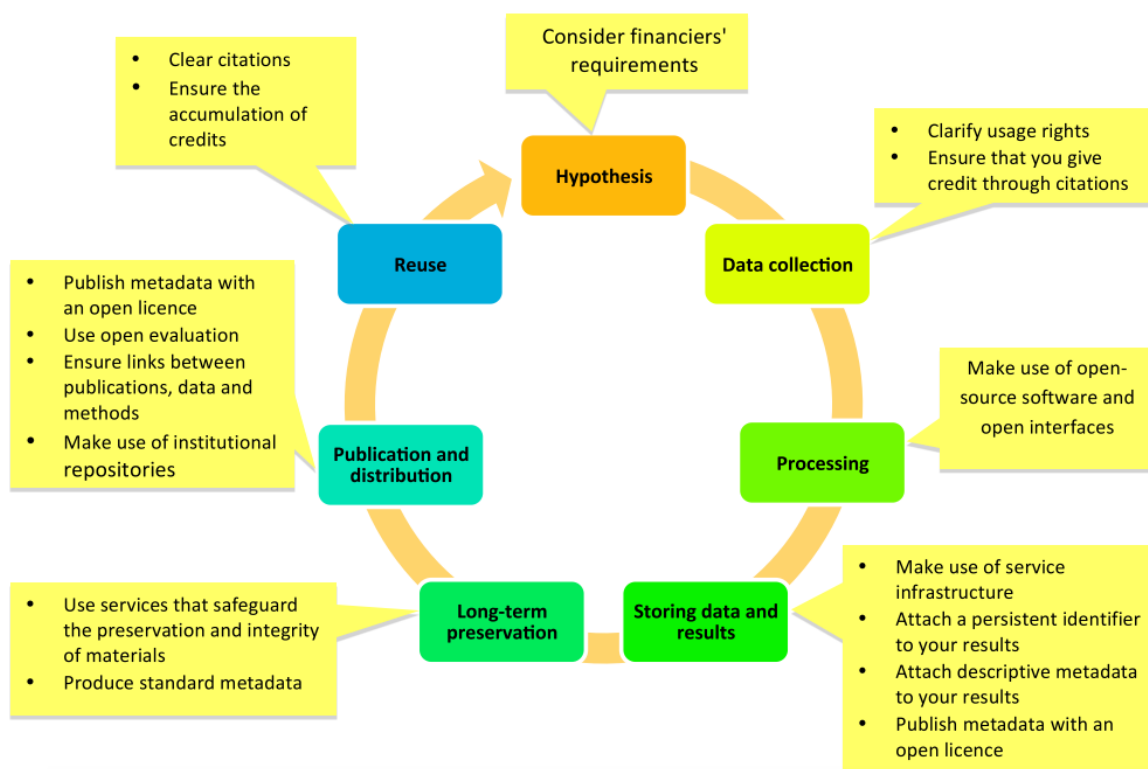 Consider financiers'
requirements
Hypothesis
• Clarify usage rights
• Ensure that you give
credit through citations
Data collection
Make use of open-
source software and
open interfaces
Processing
• Make use of service
infrastructure
• Attach a persistent identifier
to your results
• Attach descriptive metadata
to your results
• Publish metadata with an
open licence
Storing data and
results
• Use services that safeguard
the preservation and integrity
of materials
• Produce standard metadata
Long-term
preservation
• Publish metadata with
an open licence
• Use open evaluation
• Ensure links between
publications, data and
methods
• Make use of institutional
repositories
Publication and
distribution
• Clear citations
• Ensure the
accumulation of
credits
Reuse